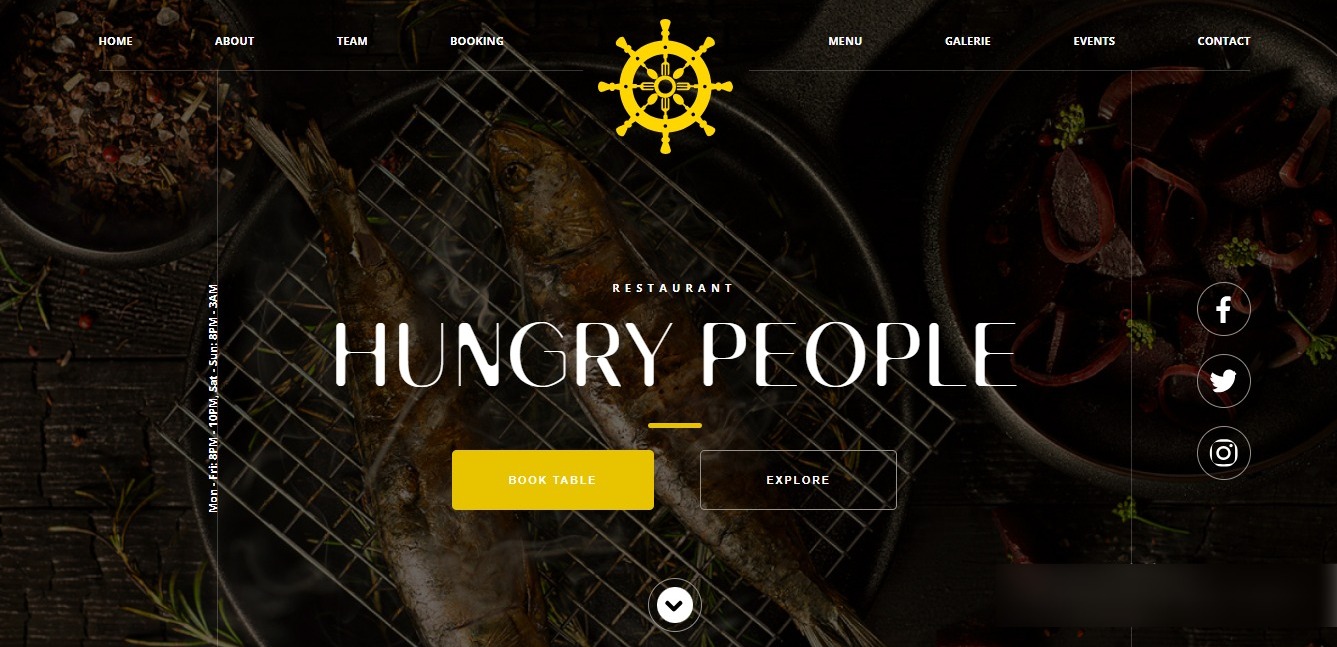 HOME
ABOUT
TEAM
BOOKING
MENU
GALERIE
EVENTS
CONTACT
Mon - Fri: 8PM - 10PM, Sat - Sun: 8PM - 3AM
RESTAURANT
HUNGRY PEOPLE
BOOK TABLE
EXPLORE